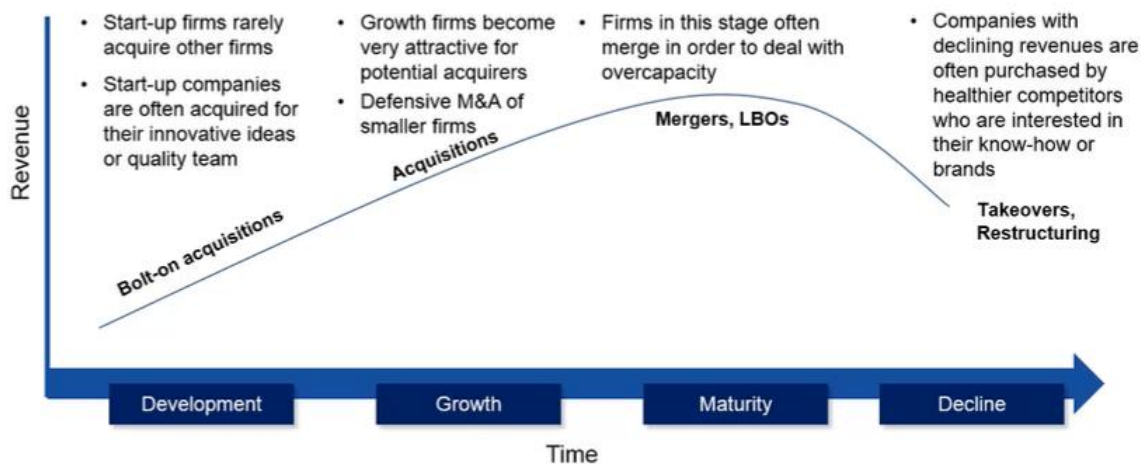 • Start-up firms rarely
acquire other firms
• Start-up companies
are often acquired for
their innovative ideas
or quality team
• Growth firms become
very attractive for
potential acquirers
• Defensive M&A of
smaller firms
• Firms in this stage often
merge in order to deal with
overcapacity
• Companies with
declining revenues are
often purchased by
healthier competitors
who are interested in
their know-how or
brands
Revenue
Bolt-on acquisitions
Acquisitions
Mergers, LBOs
Takeovers,
Restructuring
Development
Growth
Maturity
Decline
Time